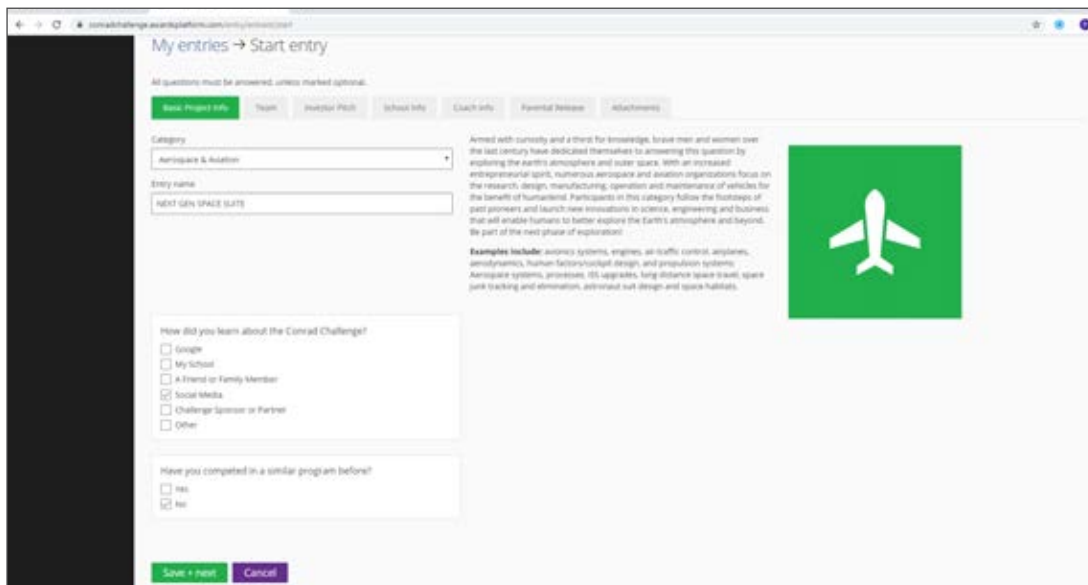 conradchallenge.awardsplatform.com/entry/entrant/start
My entries → Start entry
All questions must be answered, unless marked optional.
Basic Project Info
Team
Investor Pitch
School Info
Coach Info
Parental Release
Attachments
Category
Aerospace & Aviation
Entry name
NEXT GEN SPACE SUITE
Armed with curiosity and a third for knowledge, brave men and women over
the last century have dedicated themselves to answering this question by
exploring the earth's atmosphere and outer space. With an increased
entrepreneurial spirit, numerous aerospace and aviation organizations focus on
the research, design, manufacturing, operation and maintenance of vehicles for
the benefit of humankind. Participants in this category follow the footsteps of
past pioneers and launch new innovations in science, engineering and business
that will enable humans to better explore the Earth's atmosphere and beyond.
Be part of the next phase of exploration!
Examples include: avionics systems, engines, air traffic control, airplanes,
aerodynamics, human factors/cockpit design, and propulsion systems
Aerospace systems, processes, ISS upgrades, long distance space travel, space
junk tracking and elimination, astronaut suit design and space habitats.
How did you learn about the Conrad Challenge?
Google
My School
A Friend or Family Member
Social Media
Challenge Sponsor or Partner
Other
Have you competed in a similar program before?
Yes
No
Save + next
Cancel